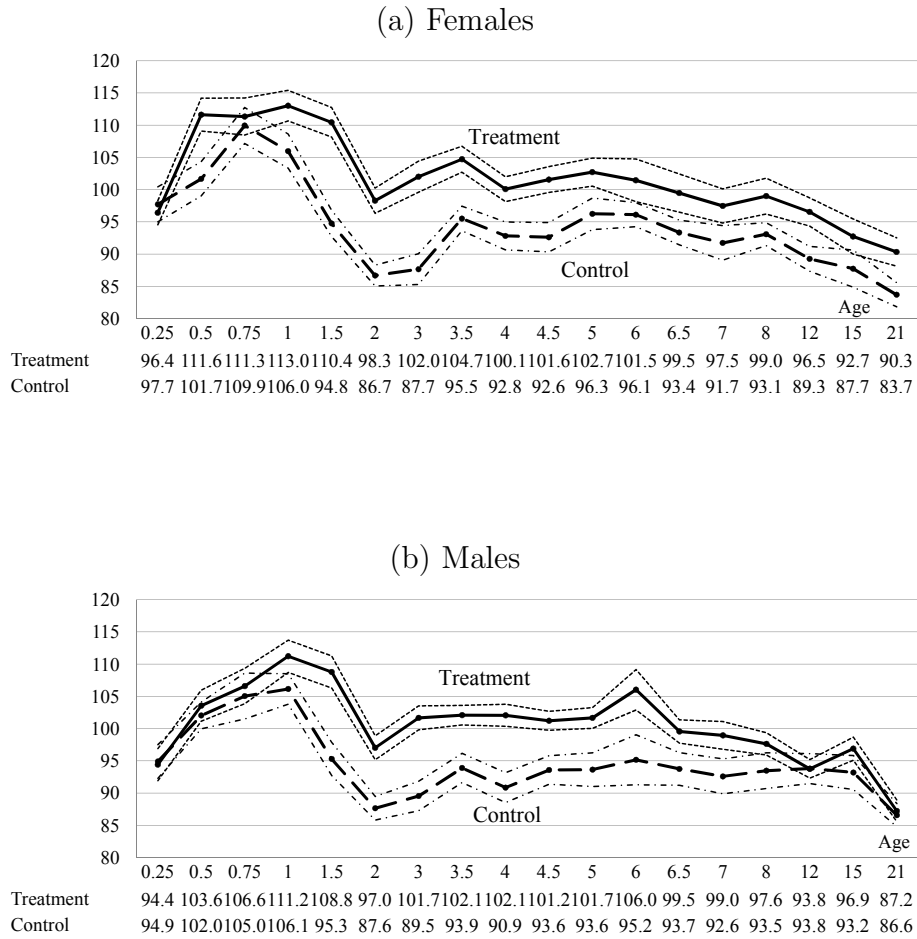 (a) Females
120
115
110
105
100
95
90
85
80
Treatment
Control
Age
0.25 0.5 0.75 1 1.5 2 3 3.5 4 4.5 5 6 6.5 7 8 12 15 21
Treatment 96.4 111.6 111.3 113.0 110.4 98.3 102.0 104.7 100.1 101.6 102.7 101.5 99.5 97.5 99.0 96.5 92.7 90.3
Control 97.7 101.7 109.9 106.0 94.8 86.7 87.7 95.5 92.8 92.6 96.3 96.1 93.4 91.7 93.1 89.3 87.7 83.7
(b) Males
120
115
110
105
100
95
90
85
80
Treatment
Control
Age
0.25 0.5 0.75 1 1.5 2 3 3.5 4 4.5 5 6 6.5 7 8 12 15 21
Treatment 94.4 103.6 106.6 111.2 108.8 97.0 101.7 102.1 102.1 101.2 101.7 106.0 99.5 99.0 97.6 93.8 96.9 87.2
Control 94.9 102.0 105.0 106.1 95.3 87.6 89.5 93.9 90.9 93.6 93.6 95.2 93.7 92.6 93.5 93.8 93.2 86.6